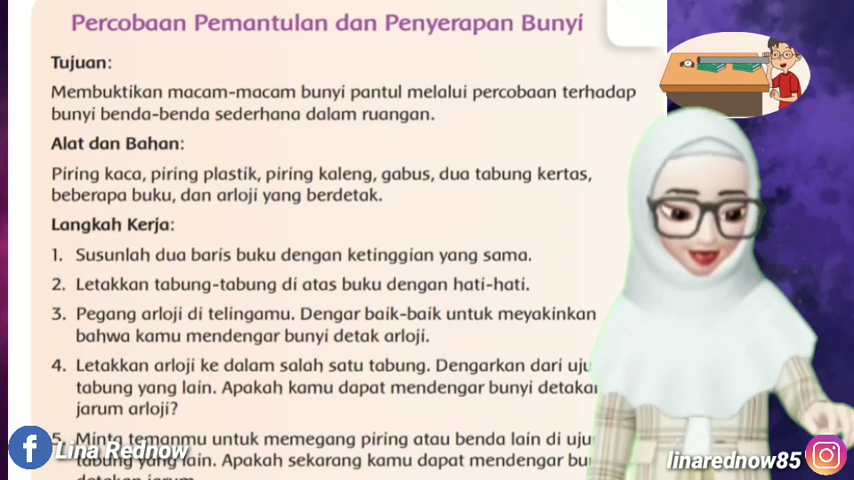 Percobaan Pemantulan dan Penyerapan Bunyi
Tujuan:
Membuktikan macam-macam bunyi pantul melalui percobaan terhadap
bunyi benda-benda sederhana dalam ruangan.
Alat dan Bahan:
Piring kaca, piring plastik, piring kaleng, gabus, dua tabung kertas,
beberapa buku, dan arloji yang berdetak.
Langkah Kerja:
1. Susunlah dua baris buku dengan ketinggian yang sama.
2. Letakkan tabung-tabung di atas buku dengan hati-hati.
3. Pegang arloji di telingamu. Dengar baik-baik untuk meyakinkan
bahwa kamu mendengar bunyi detak arloji.
4. Letakkan arloji ke dalam salah satu tabung. Dengarkan dari
tabung yang lain. Apakah kamu dapat mendengar bunyi
jarum arloji?
5. Minta temanmu untuk memegang piring atau benda lain di
tabung yang lain. Apakah sekarang kamu dapat mendengar
Lina Rednow
linarednow85